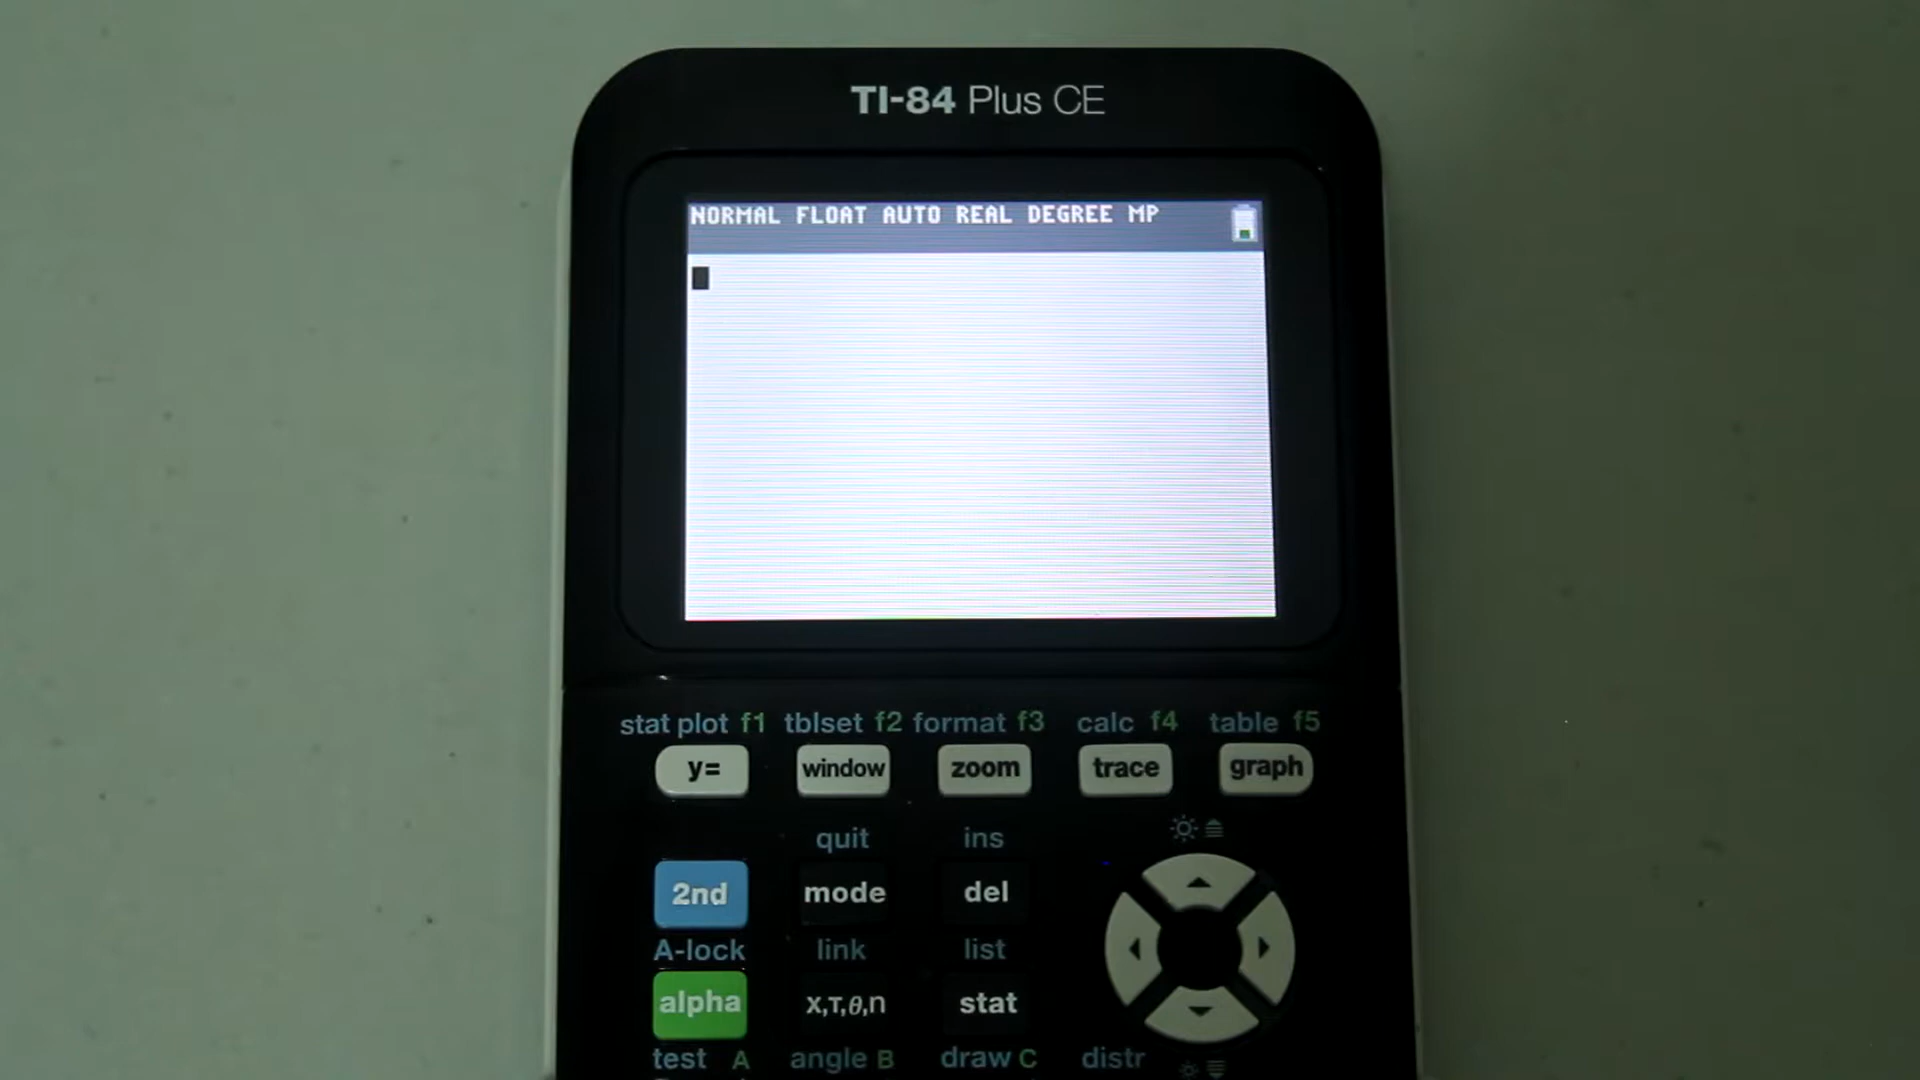 TI-84 Plus CE
NORMAL FLOAT AUTO REAL DEGREE MP
stat plot f1 tblset f2 format f3 calc f4 table f5
y= window zoom trace graph
quit ins
2nd mode del
A-lock link list
alpha X,T,θ,n stat
test A angle B draw C distr